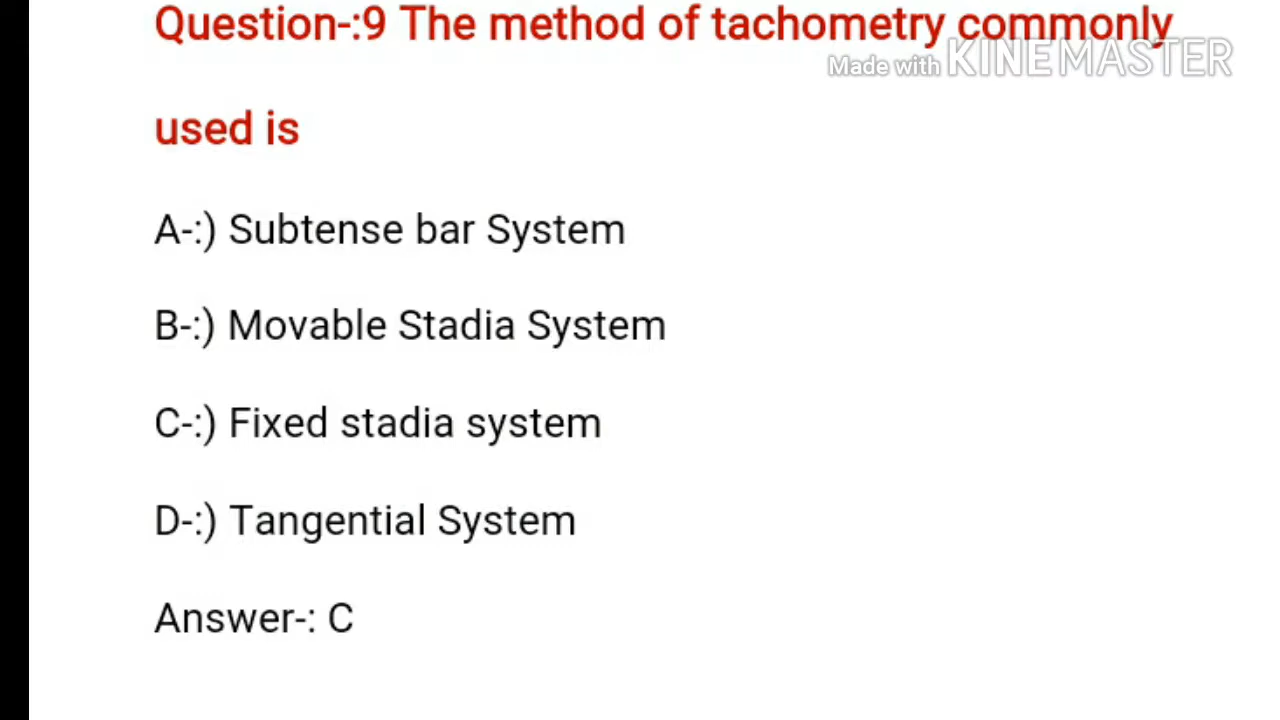 Question-:9 The method of tachometry commonly
Made with KINEMASTER
used is
A-:) Subtense bar System
B-:) Movable Stadia System
C-:) Fixed stadia system
D-:) Tangential System
Answer-: C